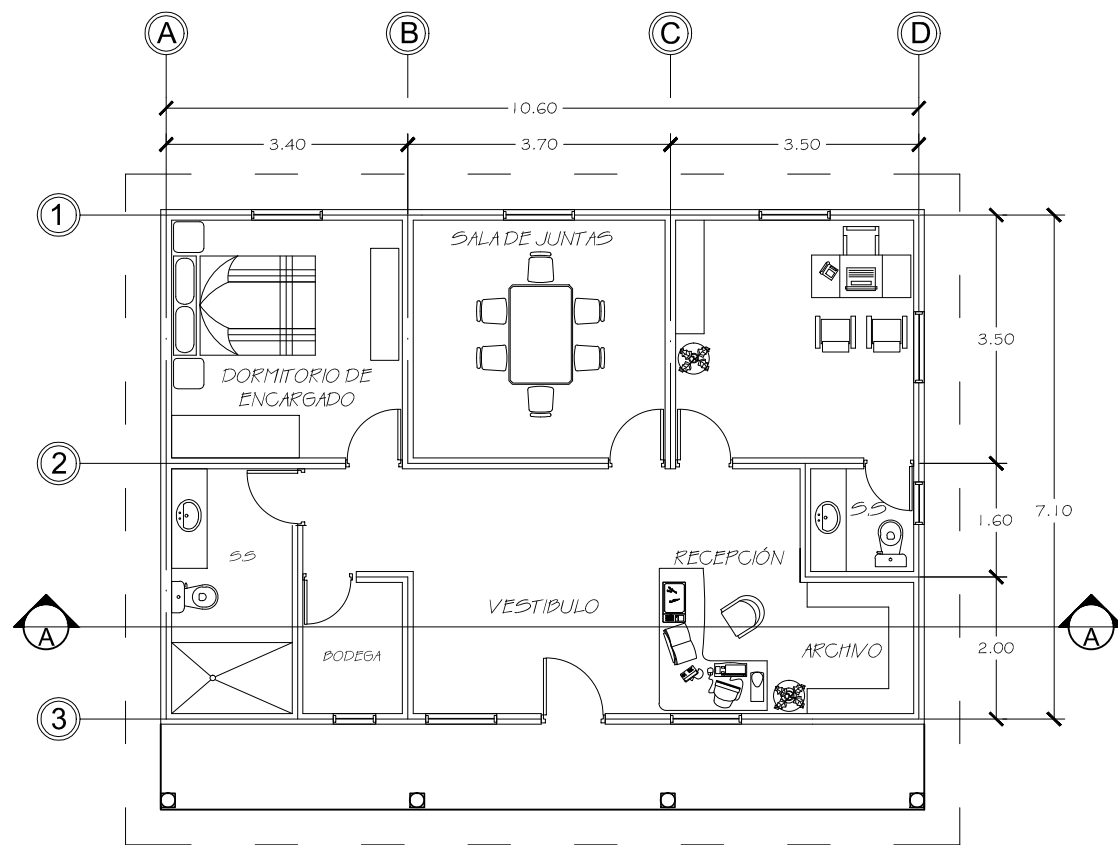 A
B
C
D
10.60
3.40
3.70
3.50
1
SALA DE JUNTAS
3.50
DORMITORIO DE
ENCARGADO
2
S.S
1.60
7.10
S.S
RECEPCIÓN
VESTIBULO
A
A
BODEGA
ARCHIVO
2.00
3